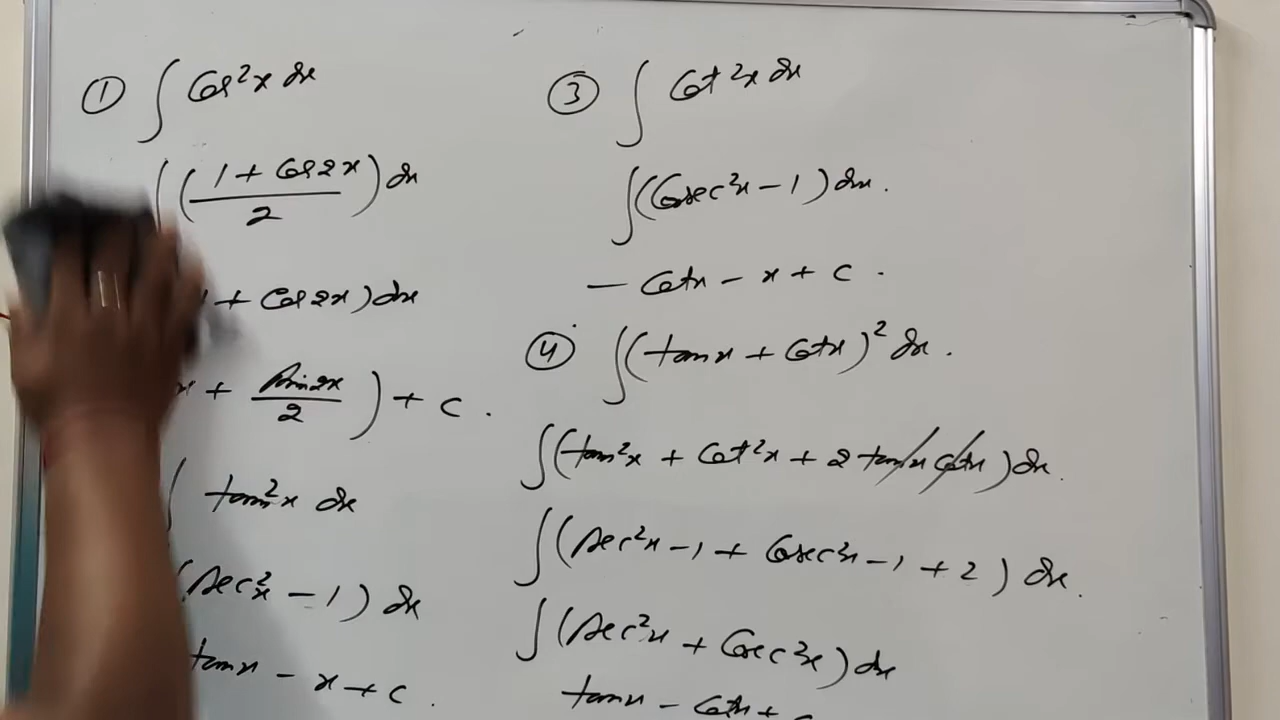 ① ∫ Cos²x dx
∫ ((1 + Cos2x)/2) dx
+ Cos2x) dx
x + Sin2x/2) + c .
∫ tan²x dx
(Sec²x - 1) dx
tanx - x + c .
③ ∫ Cot²x dx
∫ (Cosec²x - 1) dx .
- Cotx - x + c .
④ ∫ (tanx + Cotx)² dx .
∫ (tan²x + Cot²x + 2 tanx Cotx) dx .
∫ (Sec²x - 1 + Cosec²x - 1 + 2) dx .
∫ (Sec²x + Cosec²x) dx
tanx - Cotx + c